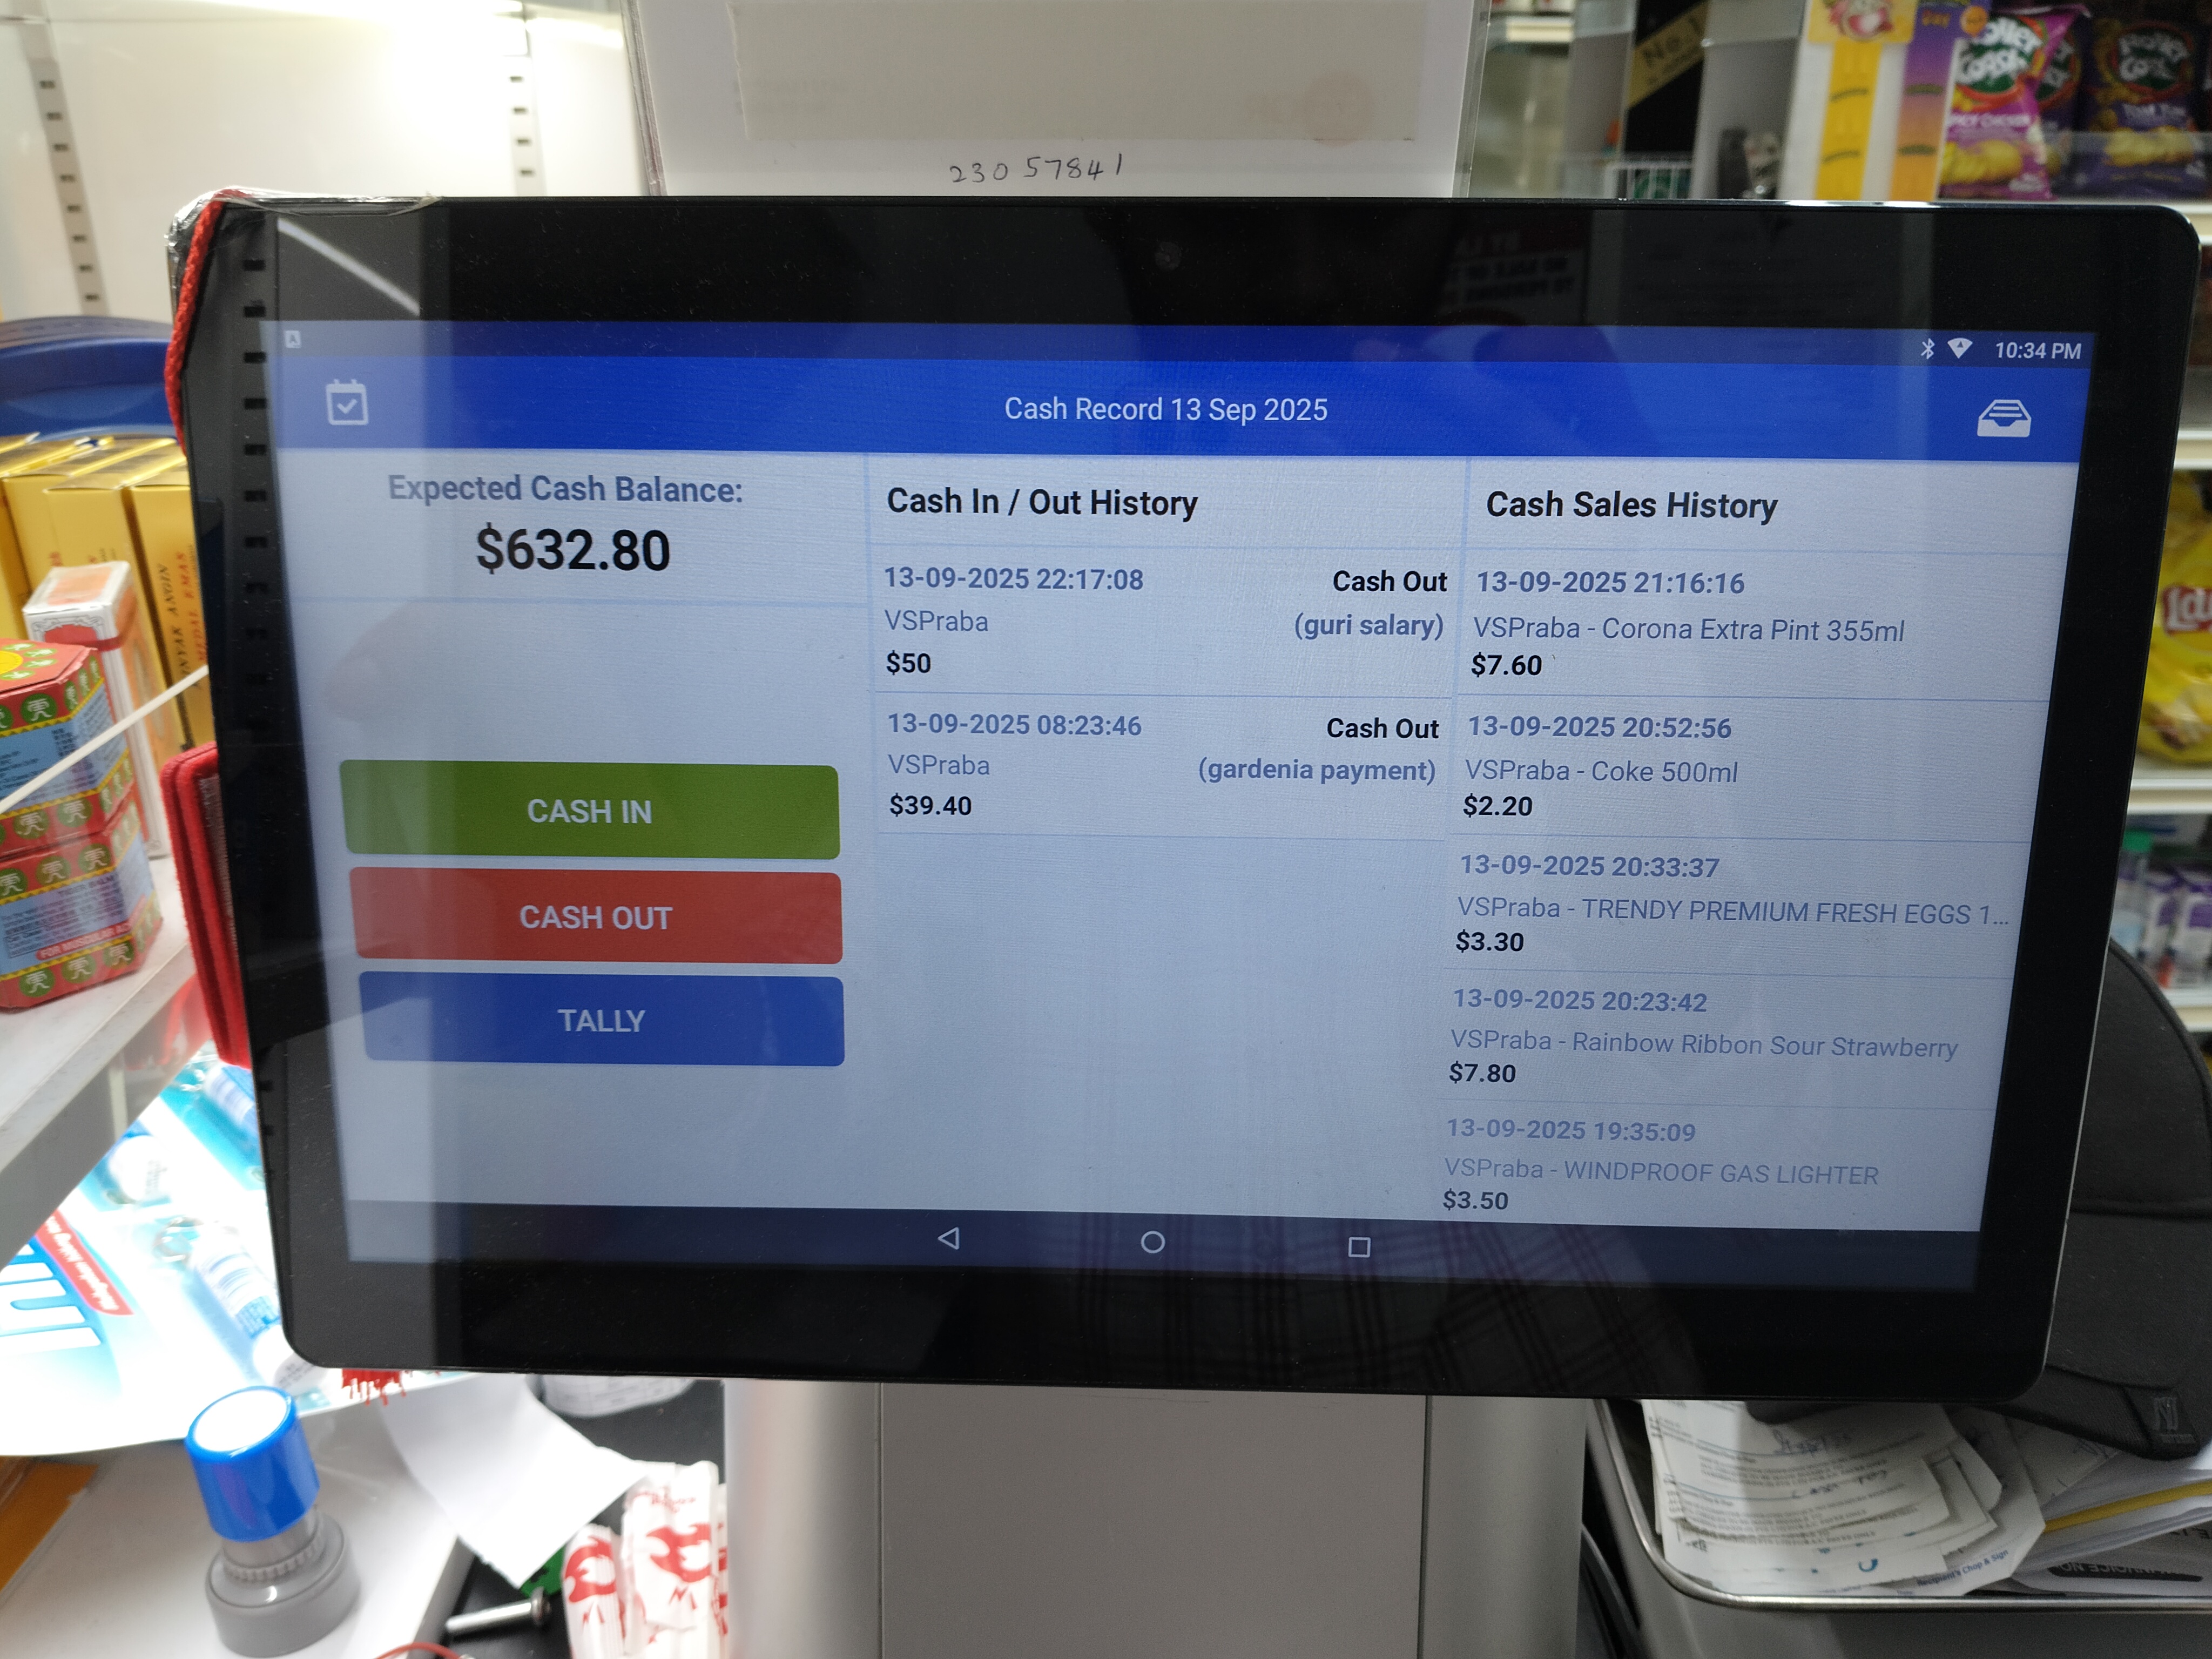 230 57841
10:34 PM
Cash Record 13 Sep 2025
Expected Cash Balance:
$632.80
CASH IN
CASH OUT
TALLY
Cash In / Out History
13-09-2025 22:17:08 Cash Out
VSPraba (guri salary)
$50
13-09-2025 08:23:46 Cash Out
VSPraba (gardenia payment)
$39.40
Cash Sales History
13-09-2025 21:16:16
VSPraba - Corona Extra Pint 355ml
$7.60
13-09-2025 20:52:56
VSPraba - Coke 500ml
$2.20
13-09-2025 20:33:37
VSPraba - TRENDY PREMIUM FRESH EGGS 1...
$3.30
13-09-2025 20:23:42
VSPraba - Rainbow Ribbon Sour Strawberry
$7.80
13-09-2025 19:35:09
VSPraba - WINDPROOF GAS LIGHTER
$3.50
Recipient's Chop & Sign